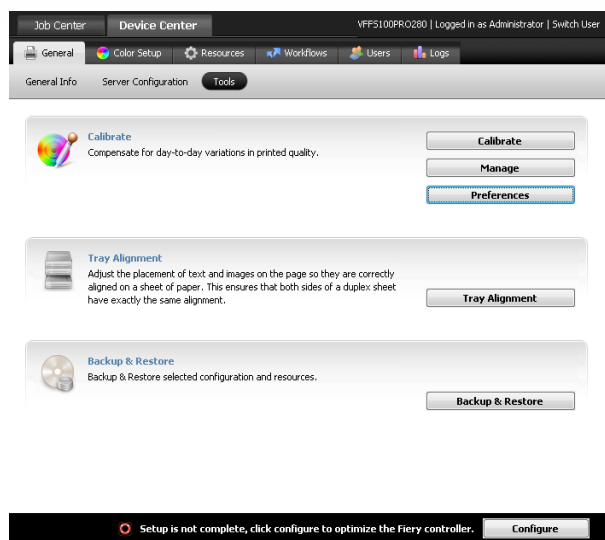 Job Center Device Center VFF5100PRO280 | Logged in as Administrator | Switch User
General Color Setup Resources Workflows Users Logs
General Info Server Configuration Tools
Calibrate
Compensate for day-to-day variations in printed quality.
Calibrate
Manage
Preferences
Tray Alignment
Adjust the placement of text and images on the page so they are correctly
aligned on a sheet of paper. This ensures that both sides of a duplex sheet
have exactly the same alignment.
Tray Alignment
Backup & Restore
Backup & Restore selected configuration and resources.
Backup & Restore
Setup is not complete, click configure to optimize the Fiery controller. Configure